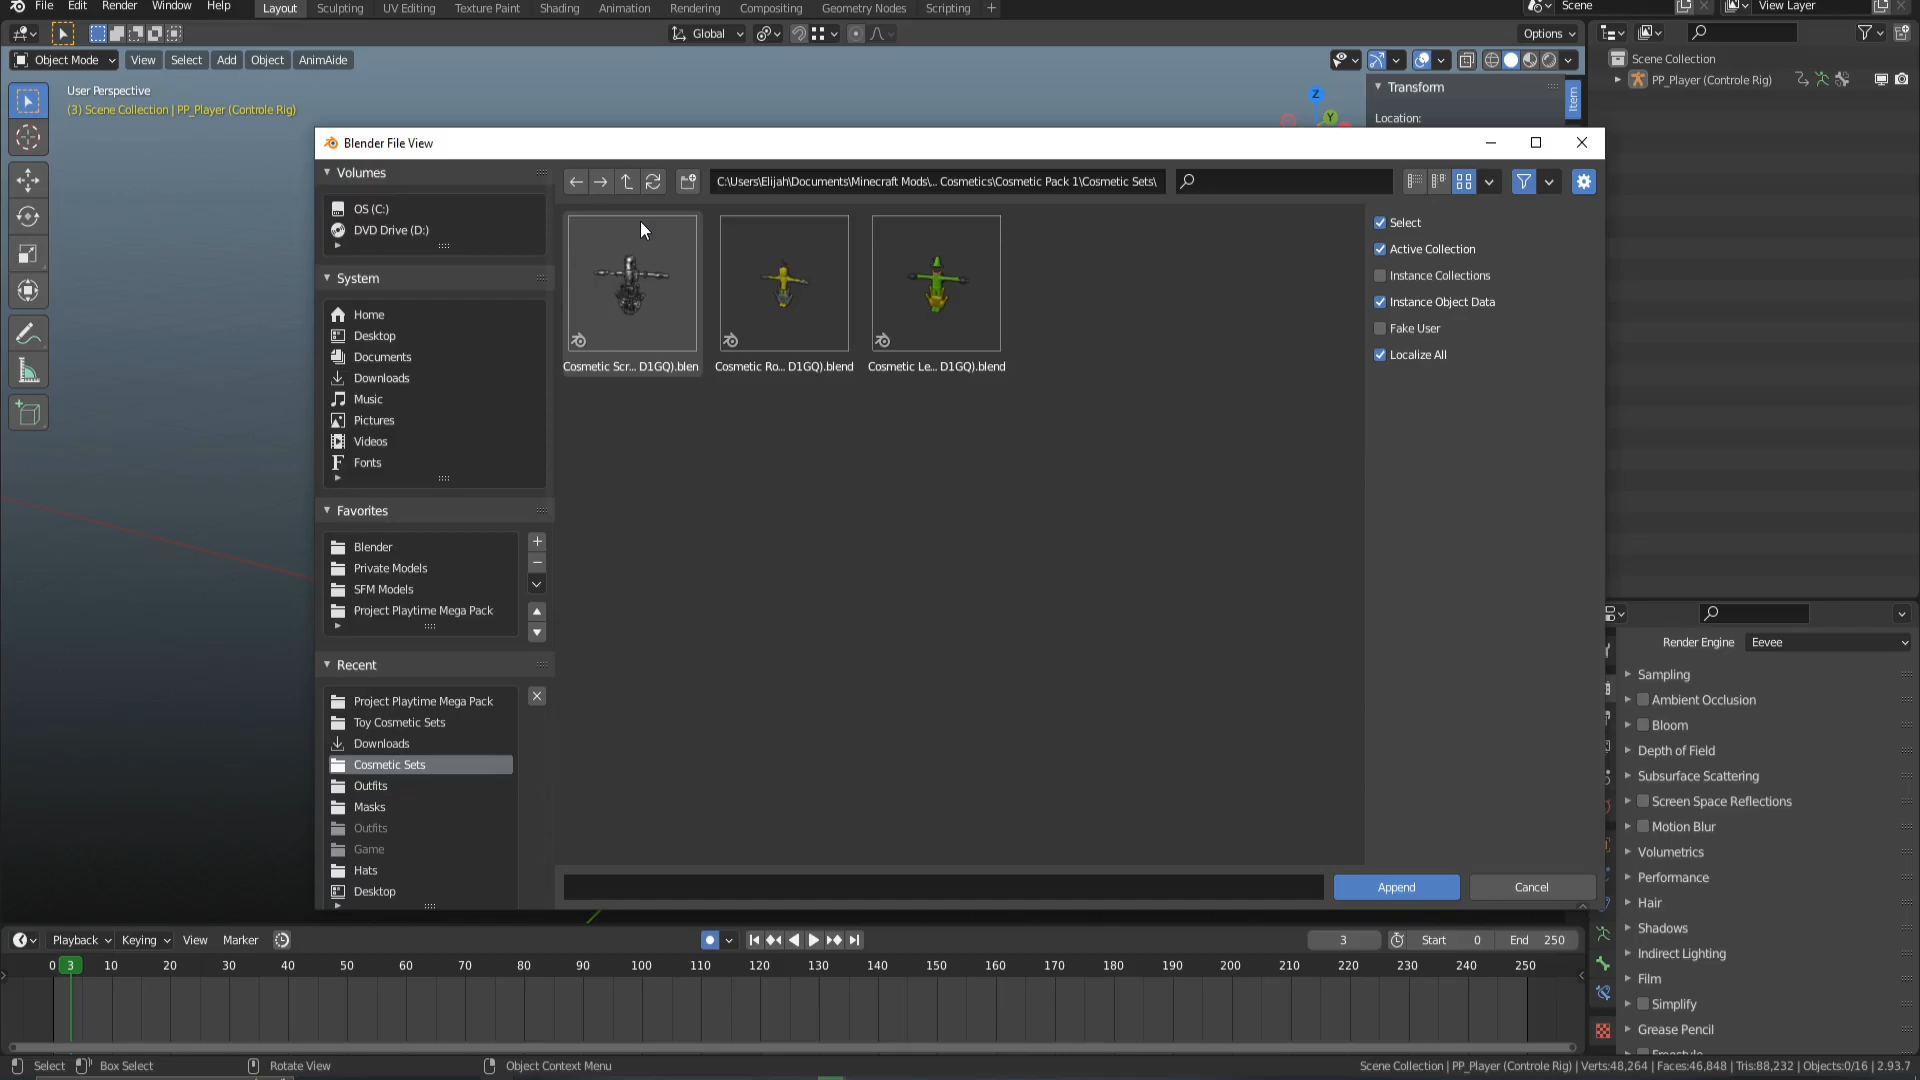 File Edit Render Window Help Layout Sculpting UV Editing Texture Paint Shading Animation Rendering Compositing Geometry Nodes Scripting + Scene View Layer
Global Options
Object Mode View Select Add Object AnimAide
User Perspective
(3) Scene Collection | PP_Player (Controle Rig)
Z
Y
Transform
Location:
Item
Scene Collection
PP_Player (Controle Rig)
Blender File View
Volumes
OS (C:)
DVD Drive (D:)
System
Home
Desktop
Documents
Downloads
Music
Pictures
Videos
Fonts
Favorites
Blender
Private Models
SFM Models
Project Playtime Mega Pack
Recent
Project Playtime Mega Pack
Toy Cosmetic Sets
Downloads
Cosmetic Sets
Outfits
Masks
Outfits
Game
Hats
Desktop
C:\Users\Elijah\Documents\Minecraft Mods\.. Cosmetics\Cosmetic Pack 1\Cosmetic Sets\
Cosmetic Scr... D1GQ).blen
Cosmetic Ro... D1GQ).blend
Cosmetic Le... D1GQ).blend
Select
Active Collection
Instance Collections
Instance Object Data
Fake User
Localize All
Append
Cancel
Render Engine Eevee
Sampling
Ambient Occlusion
Bloom
Depth of Field
Subsurface Scattering
Screen Space Reflections
Motion Blur
Volumetrics
Performance
Hair
Shadows
Indirect Lighting
Film
Simplify
Grease Pencil
Freestyle
Playback Keying View Marker 3 Start 0 End 250
0 3 10 20 30 40 50 60 70 80 90 100 110 120 130 140 150 160 170 180 190 200 210 220 230 240 250
Select Box Select Rotate View Object Context Menu Scene Collection | PP_Player (Controle Rig) | Verts:48,264 | Faces:46,848 | Tris:88,232 | Objects:0/16 | 2.93.7